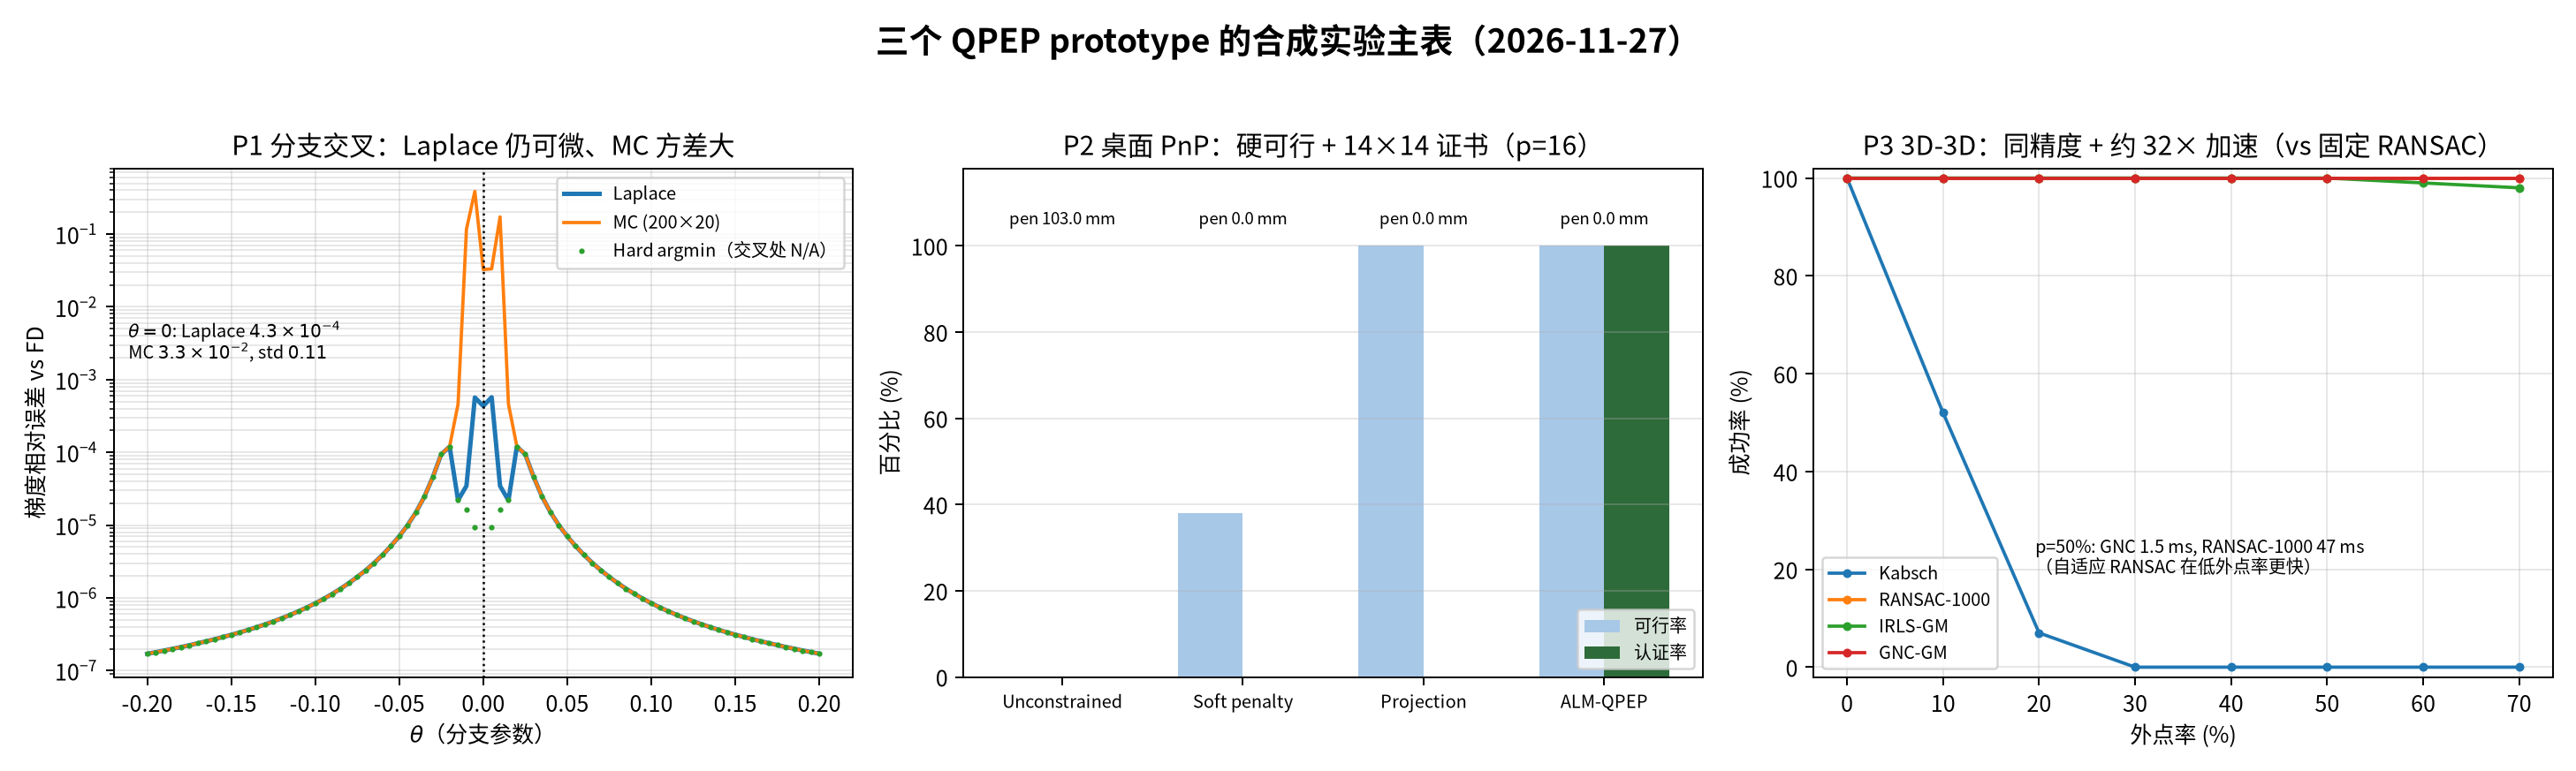 三个 QPEP prototype 的合成实验主表（2026-11-27）
P1 分支交叉：Laplace 仍可微、MC 方差大
梯度相对误差 vs FD
10⁻¹
10⁻²
10⁻³
10⁻⁴
10⁻⁵
10⁻⁶
10⁻⁷
Laplace
MC (200×20)
Hard argmin（交叉处 N/A）
θ = 0: Laplace 4.3 × 10⁻⁴
MC 3.3 × 10⁻², std 0.11
-0.20 -0.15 -0.10 -0.05 0.00 0.05 0.10 0.15 0.20
θ（分支参数）
P2 桌面 PnP：硬可行 + 14×14 证书（p=16）
百分比 (%)
100
80
60
40
20
0
pen 103.0 mm pen 0.0 mm pen 0.0 mm pen 0.0 mm
可行率
认证率
Unconstrained Soft penalty Projection ALM-QPEP
P3 3D-3D：同精度 + 约 32× 加速（vs 固定 RANSAC）
成功率 (%)
100
80
60
40
20
0
p=50%: GNC 1.5 ms, RANSAC-1000 47 ms
（自适应 RANSAC 在低外点率更快）
Kabsch
RANSAC-1000
IRLS-GM
GNC-GM
0 10 20 30 40 50 60 70
外点率 (%)